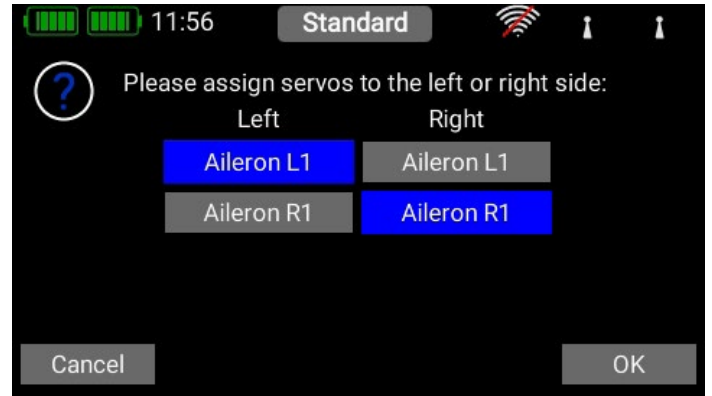 11:56 Standard
?
Please assign servos to the left or right side:
Left Right
Aileron L1 Aileron L1
Aileron R1 Aileron R1
Cancel OK